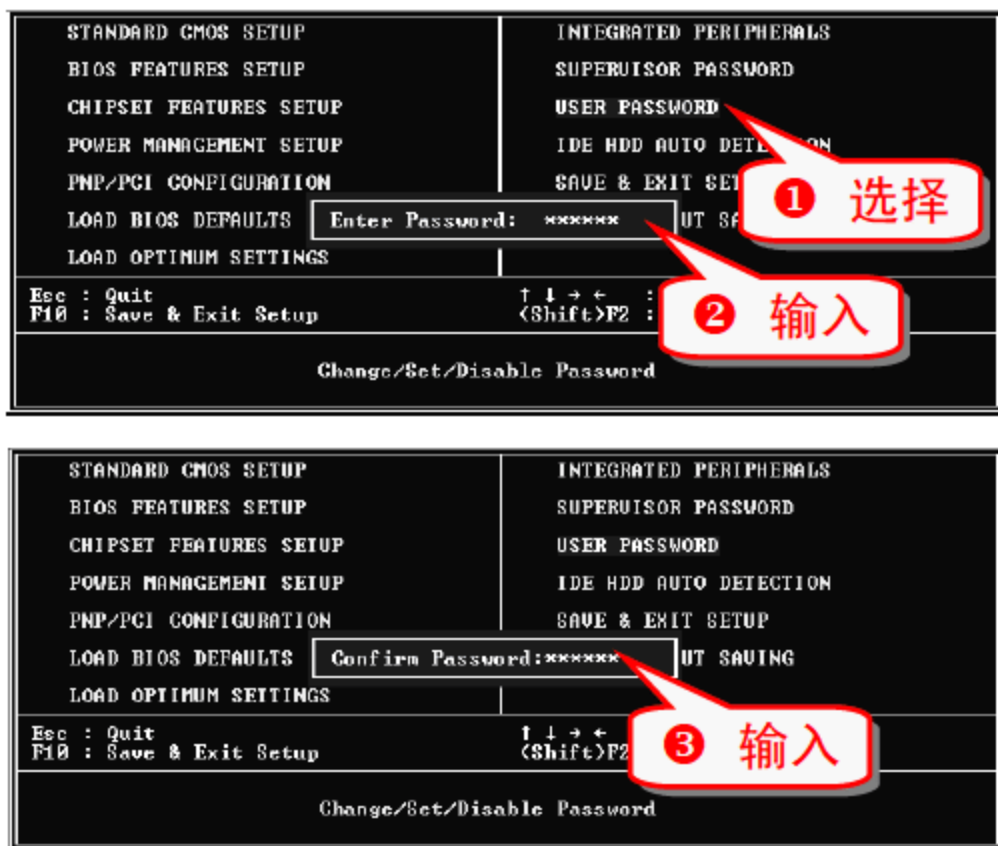 STANDARD CMOS SETUP
INTEGRATED PERIPHERALS
BIOS FEATURES SETUP
SUPERVISOR PASSWORD
CHIPSET FEATURES SETUP
USER PASSWORD
POWER MANAGEMENT SETUP
IDE HDD AUTO
PNP/PCI CONFIGURATION
SAVE & EXIT
❶ 选择
LOAD BIOS DEFAULTS
Enter Password: ******
UT
LOAD OPTIMUM SETTINGS
Esc : Quit
↑ ↓ → ← :
F10 : Save & Exit Setup
(Shift)F2 :
❷ 输入
Change/Set/Disable Password
STANDARD CMOS SETUP
INTEGRATED PERIPHERALS
BIOS FEATURES SETUP
SUPERVISOR PASSWORD
CHIPSET FEATURES SETUP
USER PASSWORD
POWER MANAGEMENT SETUP
IDE HDD AUTO DETECTION
PNP/PCI CONFIGURATION
SAVE & EXIT SETUP
LOAD BIOS DEFAULTS
Confirm Password:******
UT SAVING
LOAD OPTIMUM SETTINGS
Esc : Quit
↑ ↓ → ←
F10 : Save & Exit Setup
(Shift)F2
❸ 输入
Change/Set/Disable Password